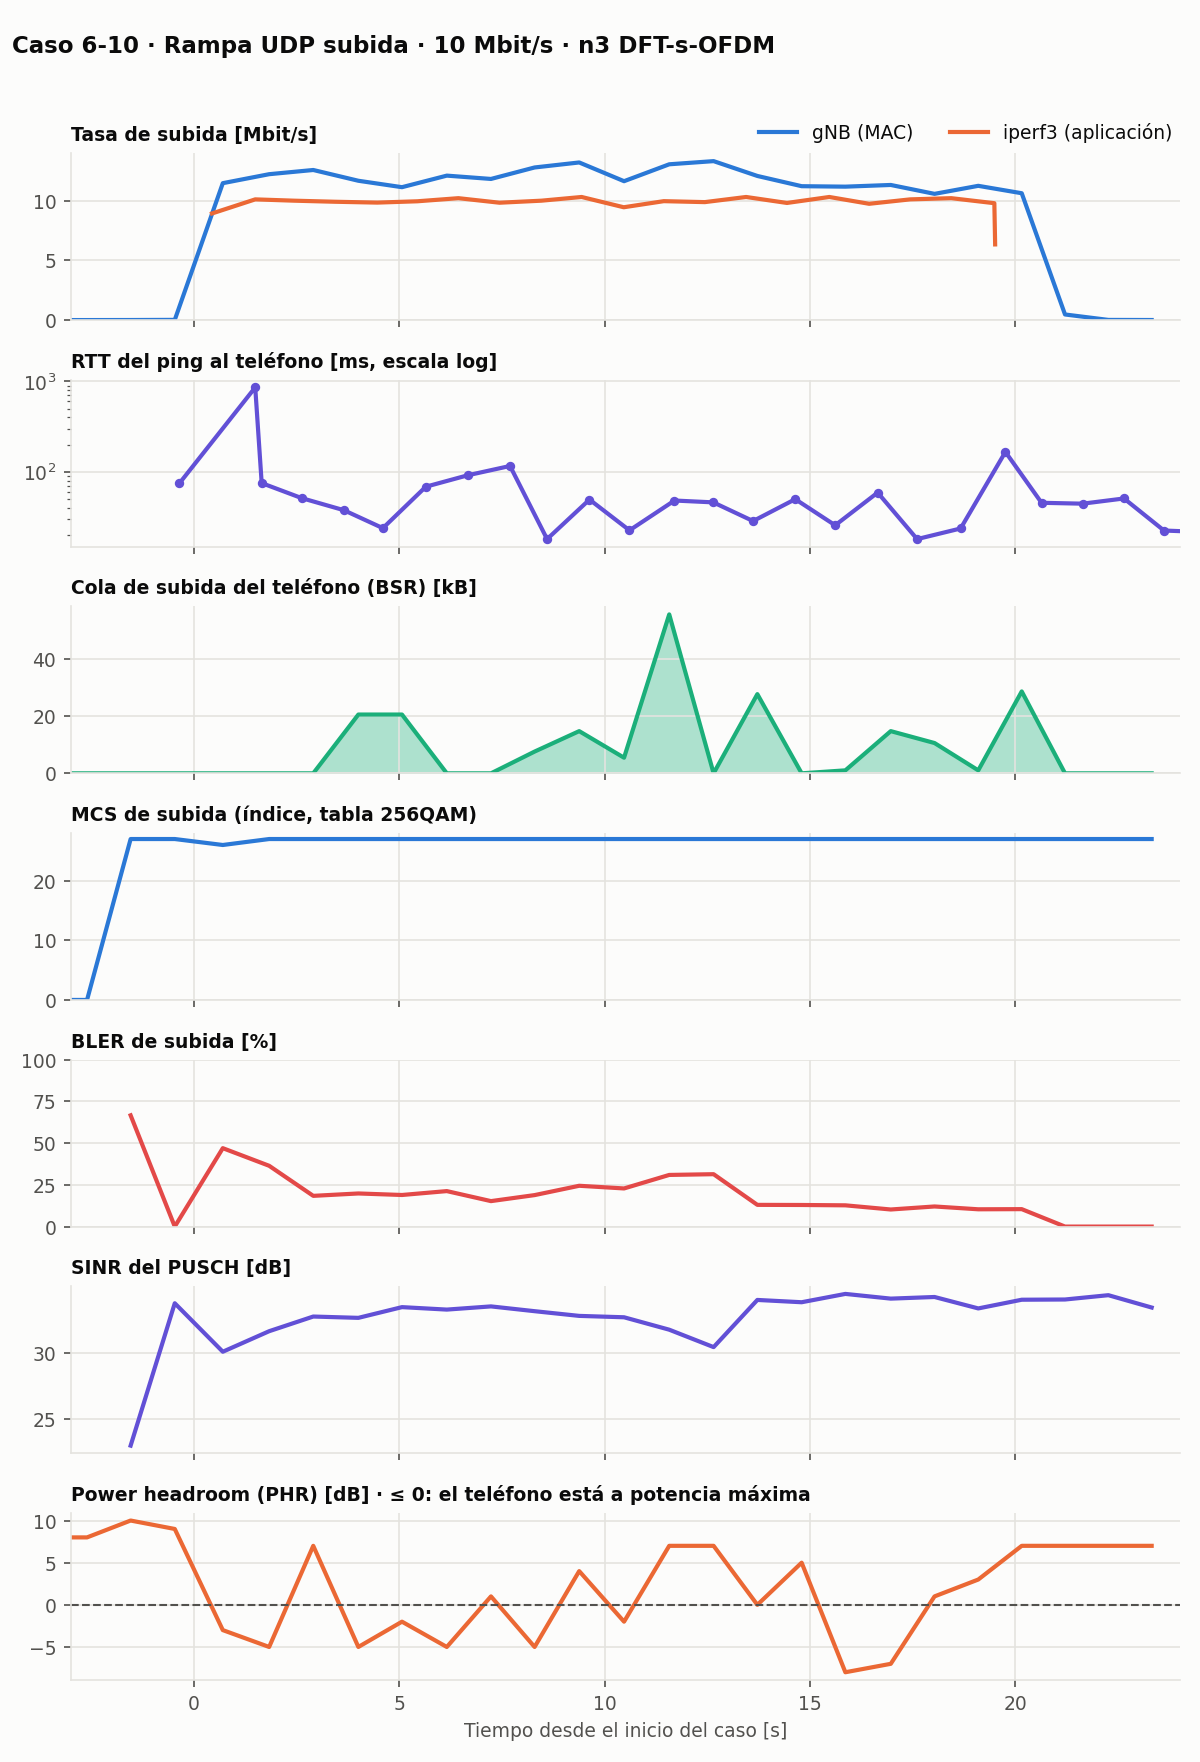 Caso 6-10 · Rampa UDP subida · 10 Mbit/s · n3 DFT-s-OFDM
Tasa de subida [Mbit/s]
gNB (MAC)
iperf3 (aplicación)
10
5
0
RTT del ping al teléfono [ms, escala log]
10³
10²
Cola de subida del teléfono (BSR) [kB]
40
20
0
MCS de subida (índice, tabla 256QAM)
20
10
0
BLER de subida [%]
100
75
50
25
0
SINR del PUSCH [dB]
30
25
Power headroom (PHR) [dB] · ≤ 0: el teléfono está a potencia máxima
10
5
0
−5
0 5 10 15 20
Tiempo desde el inicio del caso [s]